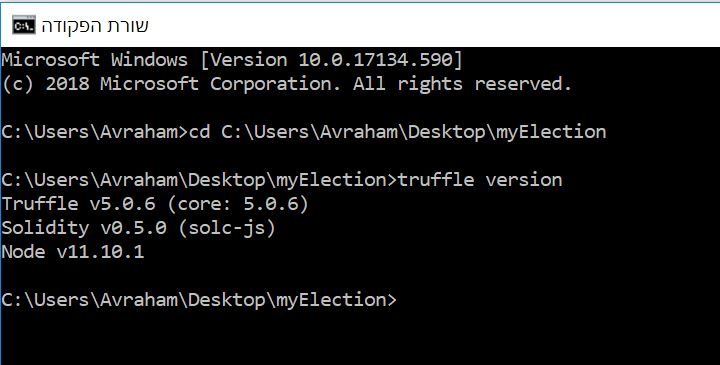 שורת הפקודה
Microsoft Windows [Version 10.0.17134.590]
(c) 2018 Microsoft Corporation. All rights reserved.
C:\Users\Avraham>cd C:\Users\Avraham\Desktop\myElection
C:\Users\Avraham\Desktop\myElection>truffle version
Truffle v5.0.6 (core: 5.0.6)
Solidity v0.5.0 (solc-js)
Node v11.10.1
C:\Users\Avraham\Desktop\myElection>